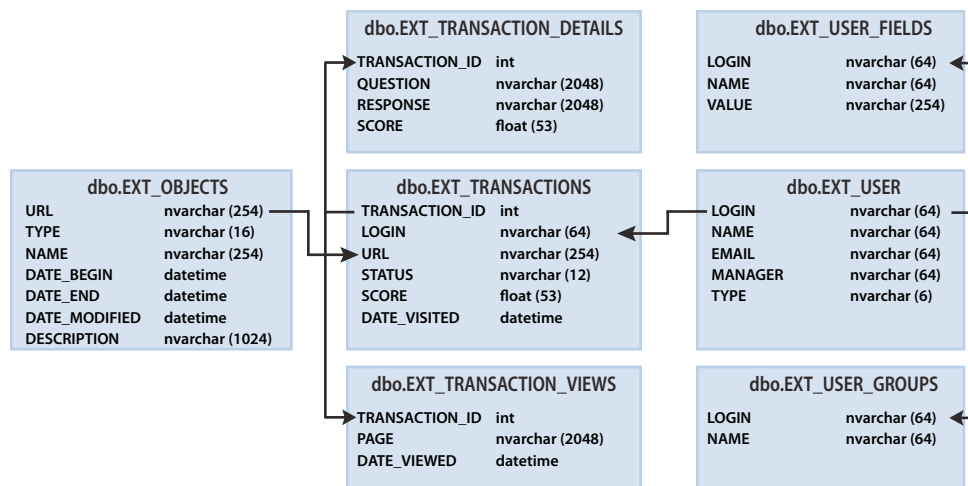 dbo.EXT_TRANSACTION_DETAILS
TRANSACTION_ID int
QUESTION nvarchar (2048)
RESPONSE nvarchar (2048)
SCORE float (53)
dbo.EXT_USER_FIELDS
LOGIN nvarchar (64)
NAME nvarchar (64)
VALUE nvarchar (254)
dbo.EXT_OBJECTS
URL nvarchar (254)
TYPE nvarchar (16)
NAME nvarchar (254)
DATE_BEGIN datetime
DATE_END datetime
DATE_MODIFIED datetime
DESCRIPTION nvarchar (1024)
dbo.EXT_TRANSACTIONS
TRANSACTION_ID int
LOGIN nvarchar (64)
URL nvarchar (254)
STATUS nvarchar (12)
SCORE float (53)
DATE_VISITED datetime
dbo.EXT_USER
LOGIN nvarchar (64)
NAME nvarchar (64)
EMAIL nvarchar (64)
MANAGER nvarchar (64)
TYPE nvarchar (6)
dbo.EXT_TRANSACTION_VIEWS
TRANSACTION_ID int
PAGE nvarchar (2048)
DATE_VIEWED datetime
dbo.EXT_USER_GROUPS
LOGIN nvarchar (64)
NAME nvarchar (64)